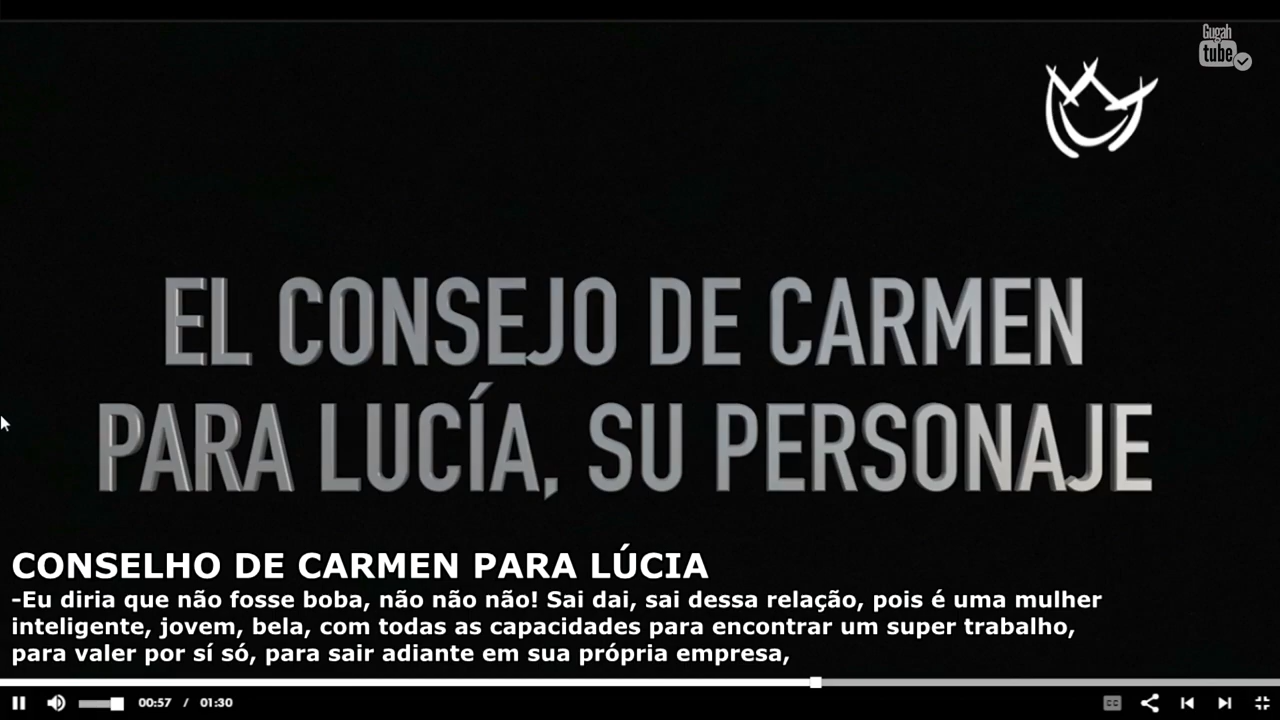 Gugah
tube
EL CONSEJO DE CARMEN
PARA LUCÍA, SU PERSONAJE
CONSELHO DE CARMEN PARA LÚCIA
-Eu diria que não fosse boba, não não não! Sai dai, sai dessa relação, pois é uma mulher
inteligente, jovem, bela, com todas as capacidades para encontrar um super trabalho,
para valer por sí só, para sair adiante em sua própria empresa,
00:57 / 01:30
CC